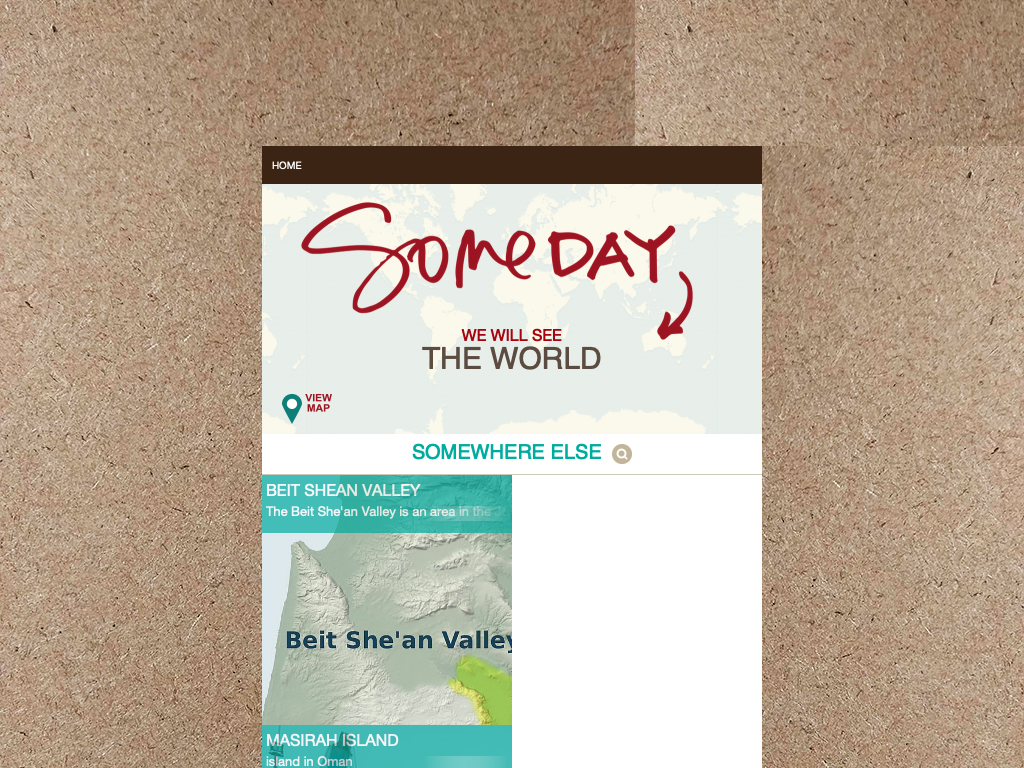 HOME
SOMEDAY
WE WILL SEE
THE WORLD
VIEW
MAP
SOMEWHERE ELSE
BEIT SHEAN VALLEY
The Beit She'an Valley is an area in the
Beit She'an Valley
MASIRAH ISLAND
island in Oman